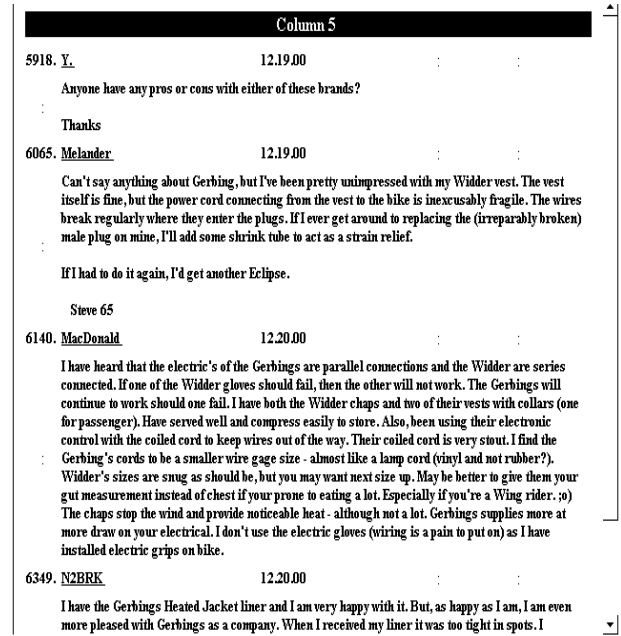 Column 5
5918. Y. 12.19.00 : :
Anyone have any pros or cons with either of these brands?
:
Thanks
6065. Melander 12.19.00 : :
Can't say anything about Gerbing, but I've been pretty unimpressed with my Widder vest. The vest
itself is fine, but the power cord connecting from the vest to the bike is inexcusably fragile. The wires
break regularly where they enter the plugs. If I ever get around to replacing the (irreparably broken)
male plug on mine, I'll add some shrink tube to act as a strain relief.
:
If I had to do it again, I'd get another Eclipse.
Steve 65
6140. MacDonald 12.20.00 : :
I have heard that the electric's of the Gerbings are parallel connections and the Widder are series
connected. If one of the Widder gloves should fail, then the other will not work. The Gerbings will
continue to work should one fail. I have both the Widder chaps and two of their vests with collars (one
for passenger). Have served well and compress easily to store. Also, been using their electronic
control with the coiled cord to keep wires out of the way. Their coiled cord is very stout. I find the
: Gerbing's cords to be a smaller wire gage size - almost like a lamp cord (vinyl and not rubber?).
Widder's sizes are snug as should be, but you may want next size up. May be better to give them your
gut measurement instead of chest if your prone to eating a lot. Especially if you're a Wing rider. ;o)
The chaps stop the wind and provide noticeable heat - although not a lot. Gerbings supplies more at
more draw on your electrical. I don't use the electric gloves (wiring is a pain to put on) as I have
installed electric grips on bike.
6349. N2BRK 12.20.00 : :
I have the Gerbings Heated Jacket liner and I am very happy with it. But, as happy as I am, I am even
more pleased with Gerbings as a company. When I received my liner it was too tight in spots. I